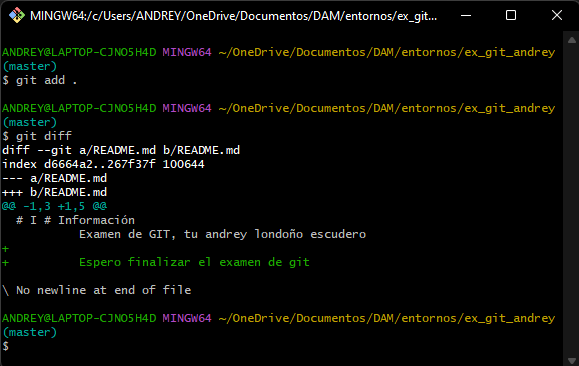 MINGW64:/c/Users/ANDREY/OneDrive/Documentos/DAM/entornos/ex_git...
ANDREY@LAPTOP-CJNO5H4D MINGW64 ~/OneDrive/Documentos/DAM/entornos/ex_git_andrey
(master)
$ git add .
ANDREY@LAPTOP-CJNO5H4D MINGW64 ~/OneDrive/Documentos/DAM/entornos/ex_git_andrey
(master)
$ git diff
diff --git a/README.md b/README.md
index d6664a2..267f37f 100644
--- a/README.md
+++ b/README.md
@@ -1,3 +1,5 @@
# I # Información
Examen de GIT, tu andrey londoño escudero
+
+ Espero finalizar el examen de git
\ No newline at end of file
ANDREY@LAPTOP-CJNO5H4D MINGW64 ~/OneDrive/Documentos/DAM/entornos/ex_git_andrey
(master)
$